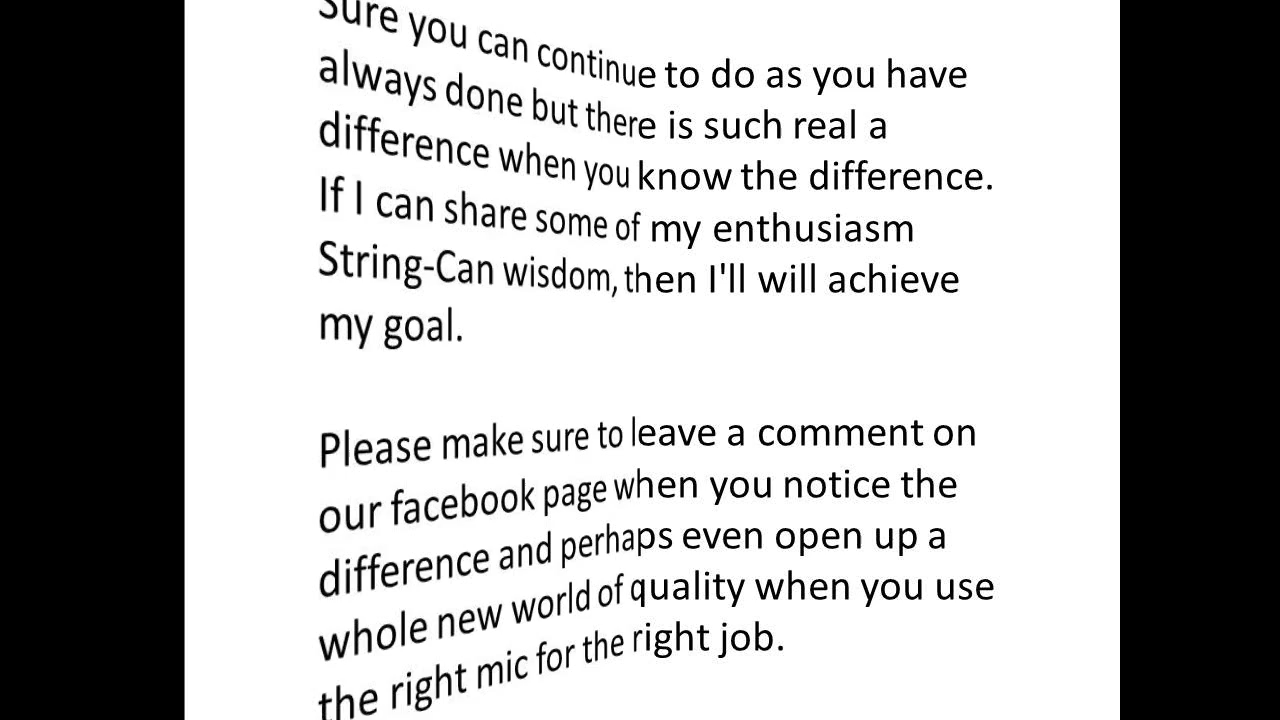 Sure you can continue to do as you have
always done but there is such real a
difference when you know the difference.
If I can share some of my enthusiasm
String-Can wisdom, then I'll will achieve
my goal.
Please make sure to leave a comment on
our facebook page when you notice the
difference and perhaps even open up a
whole new world of quality when you use
the right mic for the right job.